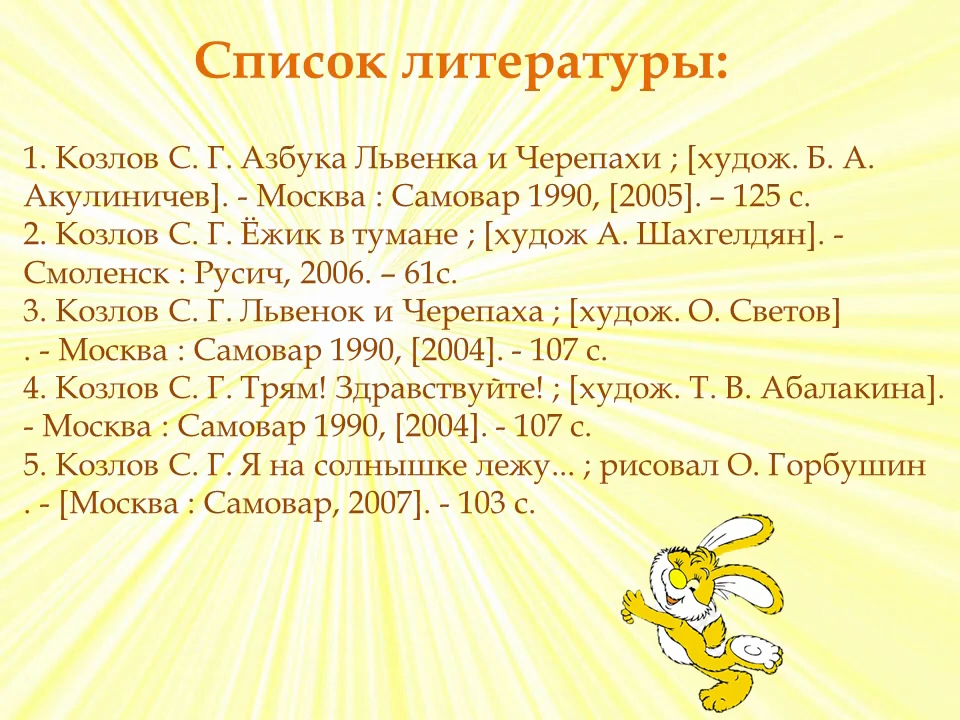 Список литературы:
1. Козлов С. Г. Азбука Львенка и Черепахи ; [худож. Б. А.
Акулиничев]. - Москва : Самовар 1990, [2005]. – 125 с.
2. Козлов С. Г. Ёжик в тумане ; [худож А. Шахгелдян]. -
Смоленск : Русич, 2006. – 61с.
3. Козлов С. Г. Львенок и Черепаха ; [худож. О. Светов]
. - Москва : Самовар 1990, [2004]. - 107 с.
4. Козлов С. Г. Трям! Здравствуйте! ; [худож. Т. В. Абалакина].
- Москва : Самовар 1990, [2004]. - 107 с.
5. Козлов С. Г. Я на солнышке лежу... ; рисовал О. Горбушин
. - [Москва : Самовар, 2007]. - 103 с.